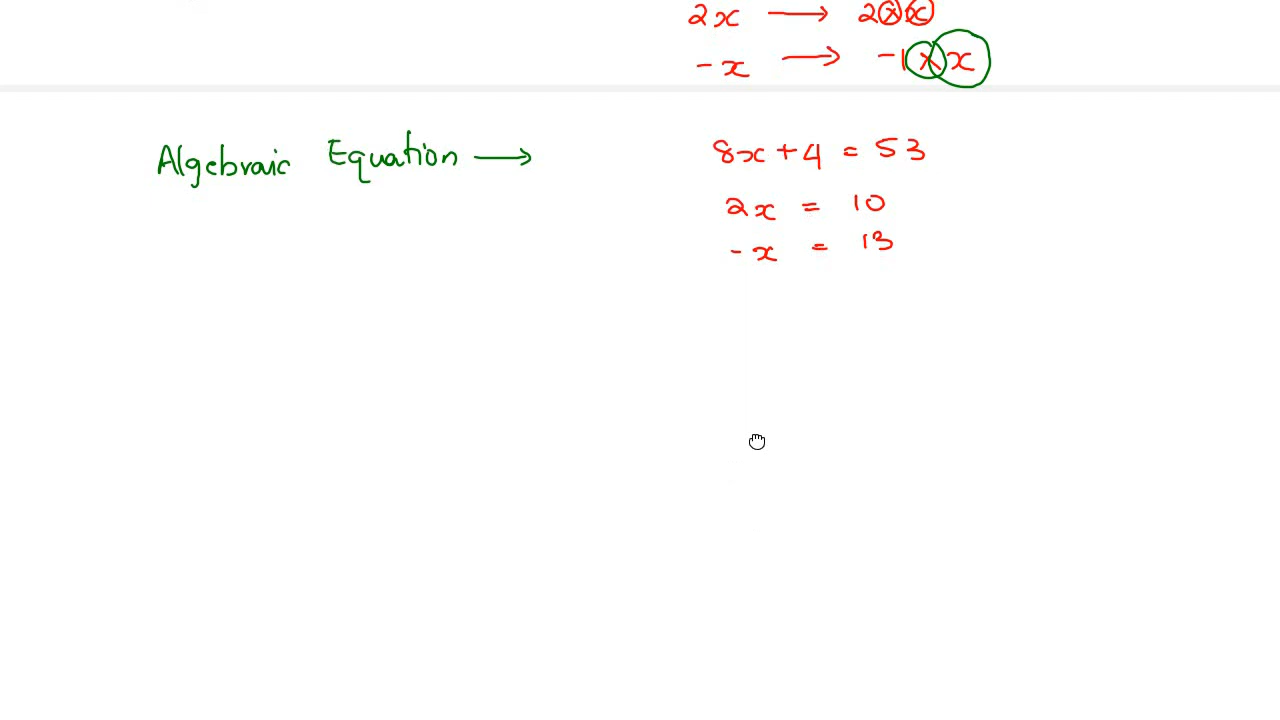 2x → 2×x
-x → -1×x
Algebraic Equation → 8x + 4 = 53
2x = 10
-x = 13